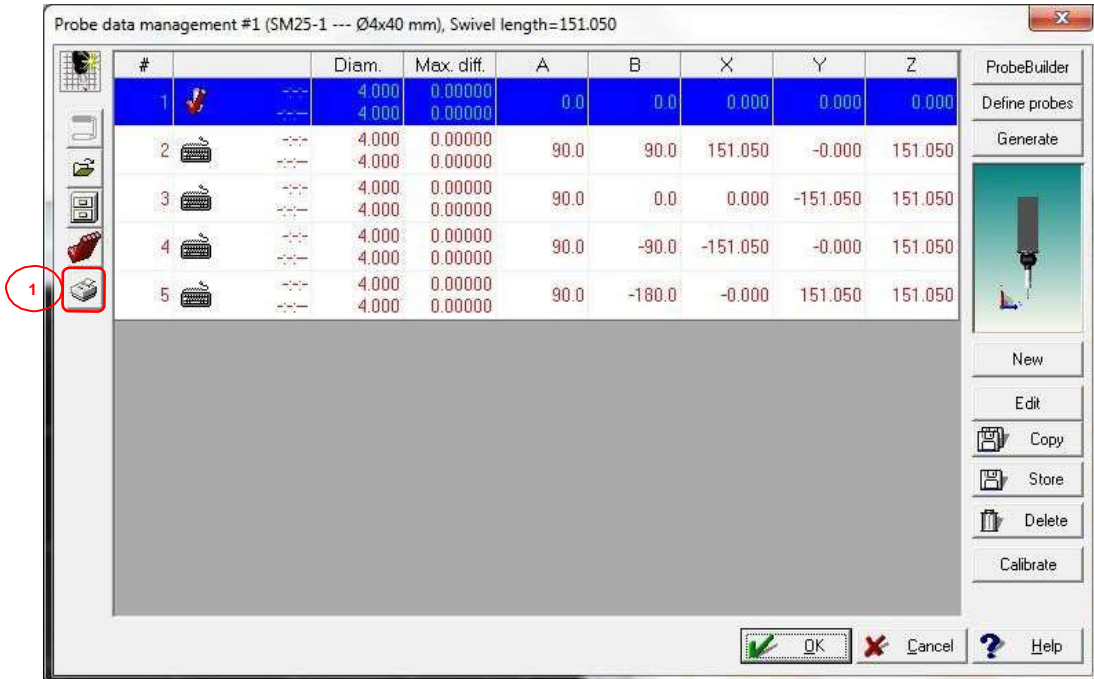 Probe data management #1 (SM25-1 --- Ø4x40 mm), Swivel length=151.050
# Diam. Max. diff. A B X Y Z
1 -:-:- 4.000 0.00000 0.0 0.0 0.000 0.000 0.000
-:-:-- 4.000 0.00000
2 -:-:- 4.000 0.00000 90.0 90.0 151.050 -0.000 151.050
-:-:-- 4.000 0.00000
3 -:-:- 4.000 0.00000 90.0 0.0 0.000 -151.050 151.050
-:-:-- 4.000 0.00000
4 -:-:- 4.000 0.00000 90.0 -90.0 -151.050 -0.000 151.050
-:-:-- 4.000 0.00000
5 -:-:- 4.000 0.00000 90.0 -180.0 -0.000 151.050 151.050
-:-:-- 4.000 0.00000
1
ProbeBuilder
Define probes
Generate
New
Edit
Copy
Store
Delete
Calibrate
OK Cancel Help